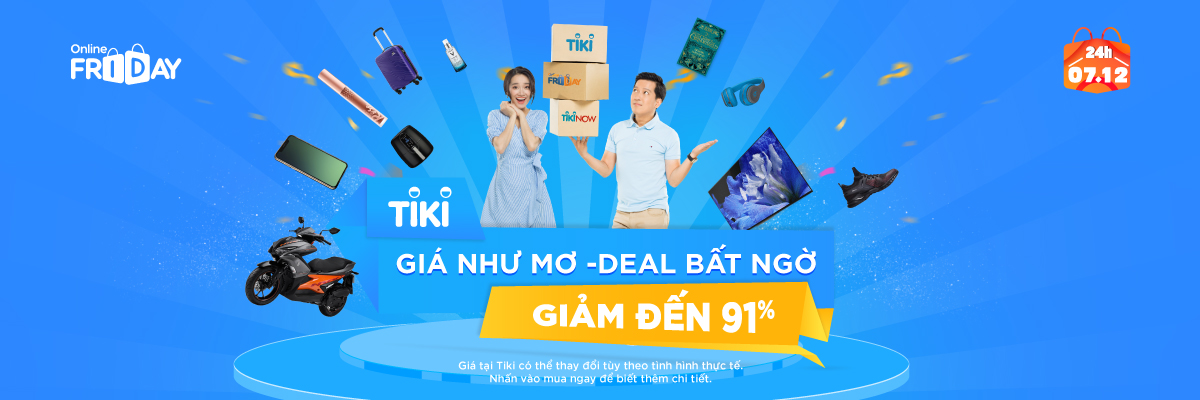 Online
FRIDAY
24h
07.12
TIKI
FRIDAY
TIKINOW
TIKI
GIÁ NHƯ MƠ -DEAL BẤT NGỜ
GIẢM ĐẾN 91%
Giá tại Tiki có thể thay đổi tùy theo tình hình thực tế.
Nhấn vào mua ngay để biết thêm chi tiết.